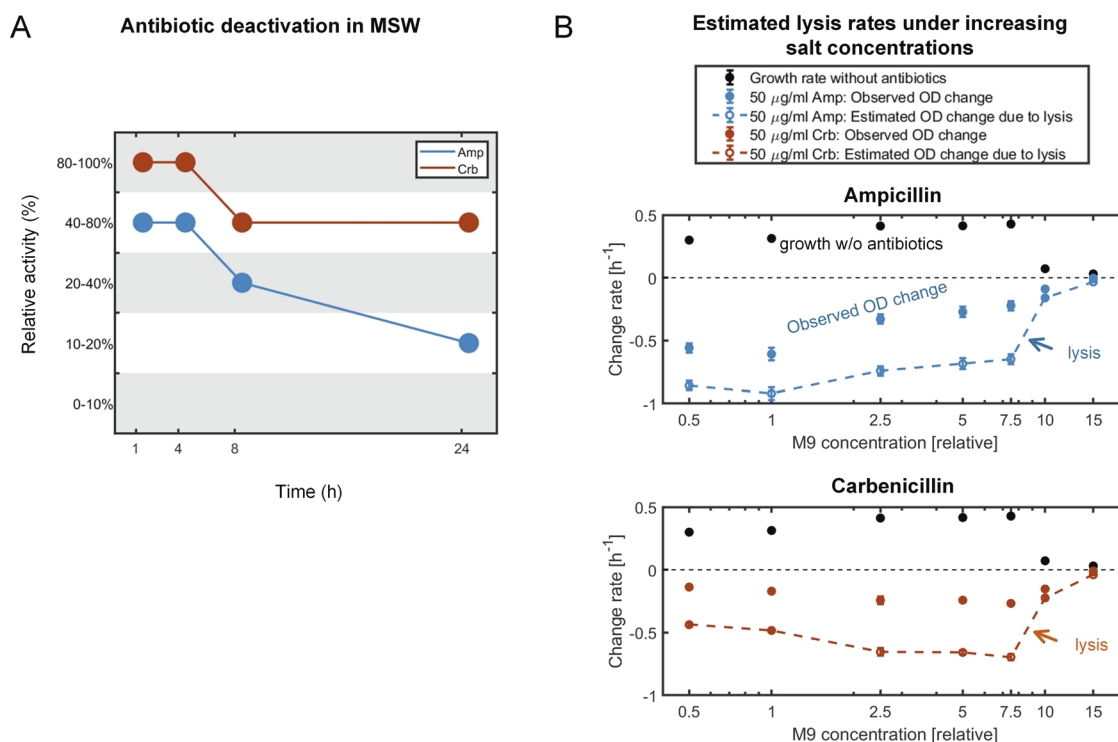 A
Antibiotic deactivation in MSW
Relative activity (%)
80-100%
40-80%
20-40%
10-20%
0-10%
Amp
Crb
1
4
8
24
Time (h)
B
Estimated lysis rates under increasing
salt concentrations
Growth rate without antibiotics
50 μg/ml Amp: Observed OD change
50 μg/ml Amp: Estimated OD change due to lysis
50 μg/ml Crb: Observed OD change
50 μg/ml Crb: Estimated OD change due to lysis
Ampicillin
Change rate [h⁻¹]
0.5
0
-0.5
-1
growth w/o antibiotics
Observed OD change
lysis
0.5
1
2.5
5
7.5
10
15
M9 concentration [relative]
Carbenicillin
Change rate [h⁻¹]
0.5
0
-0.5
-1
lysis
0.5
1
2.5
5
7.5
10
15
M9 concentration [relative]